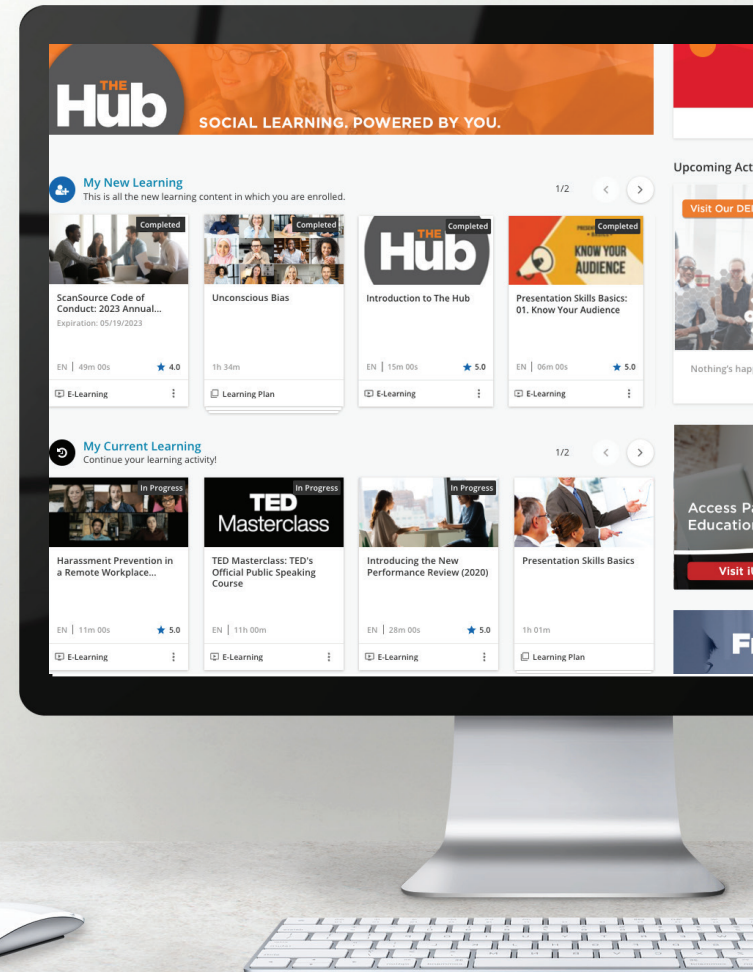 THE
Hub
SOCIAL LEARNING. POWERED BY YOU.
My New Learning
This is all the new learning content in which you are enrolled.
1/2
Completed
ScanSource Code of
Conduct: 2023 Annual...
Expiration: 05/19/2023
EN | 49m 00s
4.0
E-Learning
Completed
Unconscious Bias
1h 34m
Learning Plan
Completed
THE
Hub
Introduction to The Hub
EN | 15m 00s
5.0
E-Learning
Completed
KNOW YOUR
AUDIENCE
Presentation Skills Basics:
01. Know Your Audience
EN | 06m 00s
5.0
E-Learning
My Current Learning
Continue your learning activity!
1/2
In Progress
Harassment Prevention in
a Remote Workplace...
EN | 11m 00s
5.0
E-Learning
In Progress
TED
Masterclass
TED Masterclass: TED's
Official Public Speaking
Course
EN | 11h 00m
E-Learning
In Progress
Introducing the New
Performance Review (2020)
EN | 28m 00s
5.0
E-Learning
Presentation Skills Basics
1h 01m
Learning Plan
Upcoming Act
Visit Our DE
Nothing's hap
Access Pa
Education
Visit i
Fr